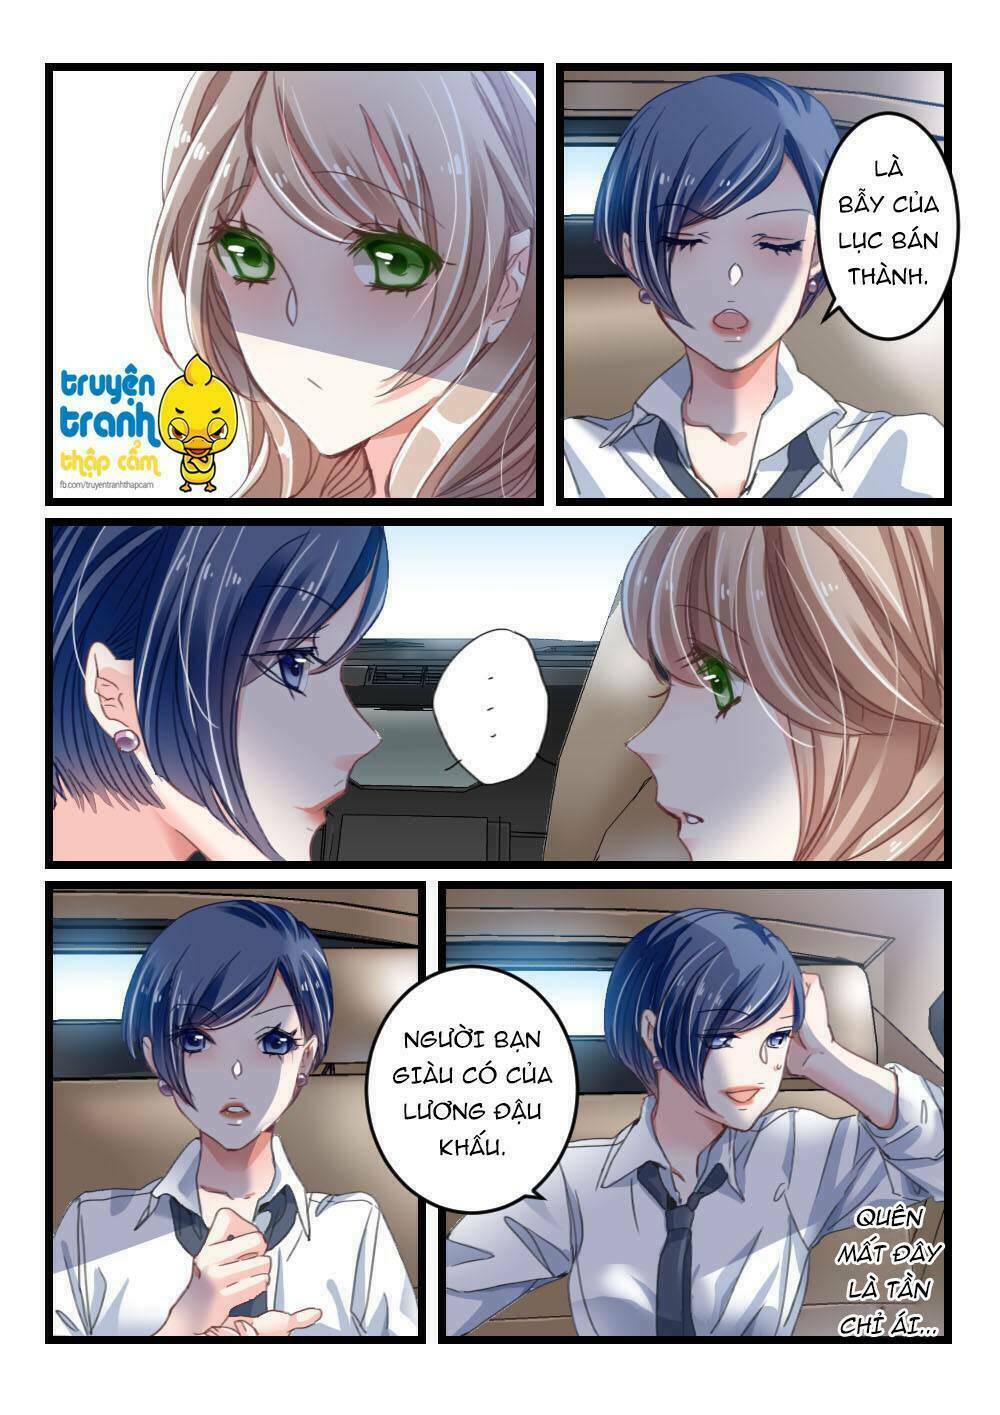 truyện
tranh
thập cẩm
fb.com/truyentranhthapcam
LÀ
BẪY CỦA
LỤC BÁN
THÀNH.
...
NGƯỜI BẠN
GIÀU CÓ CỦA
LƯƠNG ĐẬU
KHẤU.
QUÊN
MẤT ĐÂY
LÀ TẦN
CHỈ ÁI...